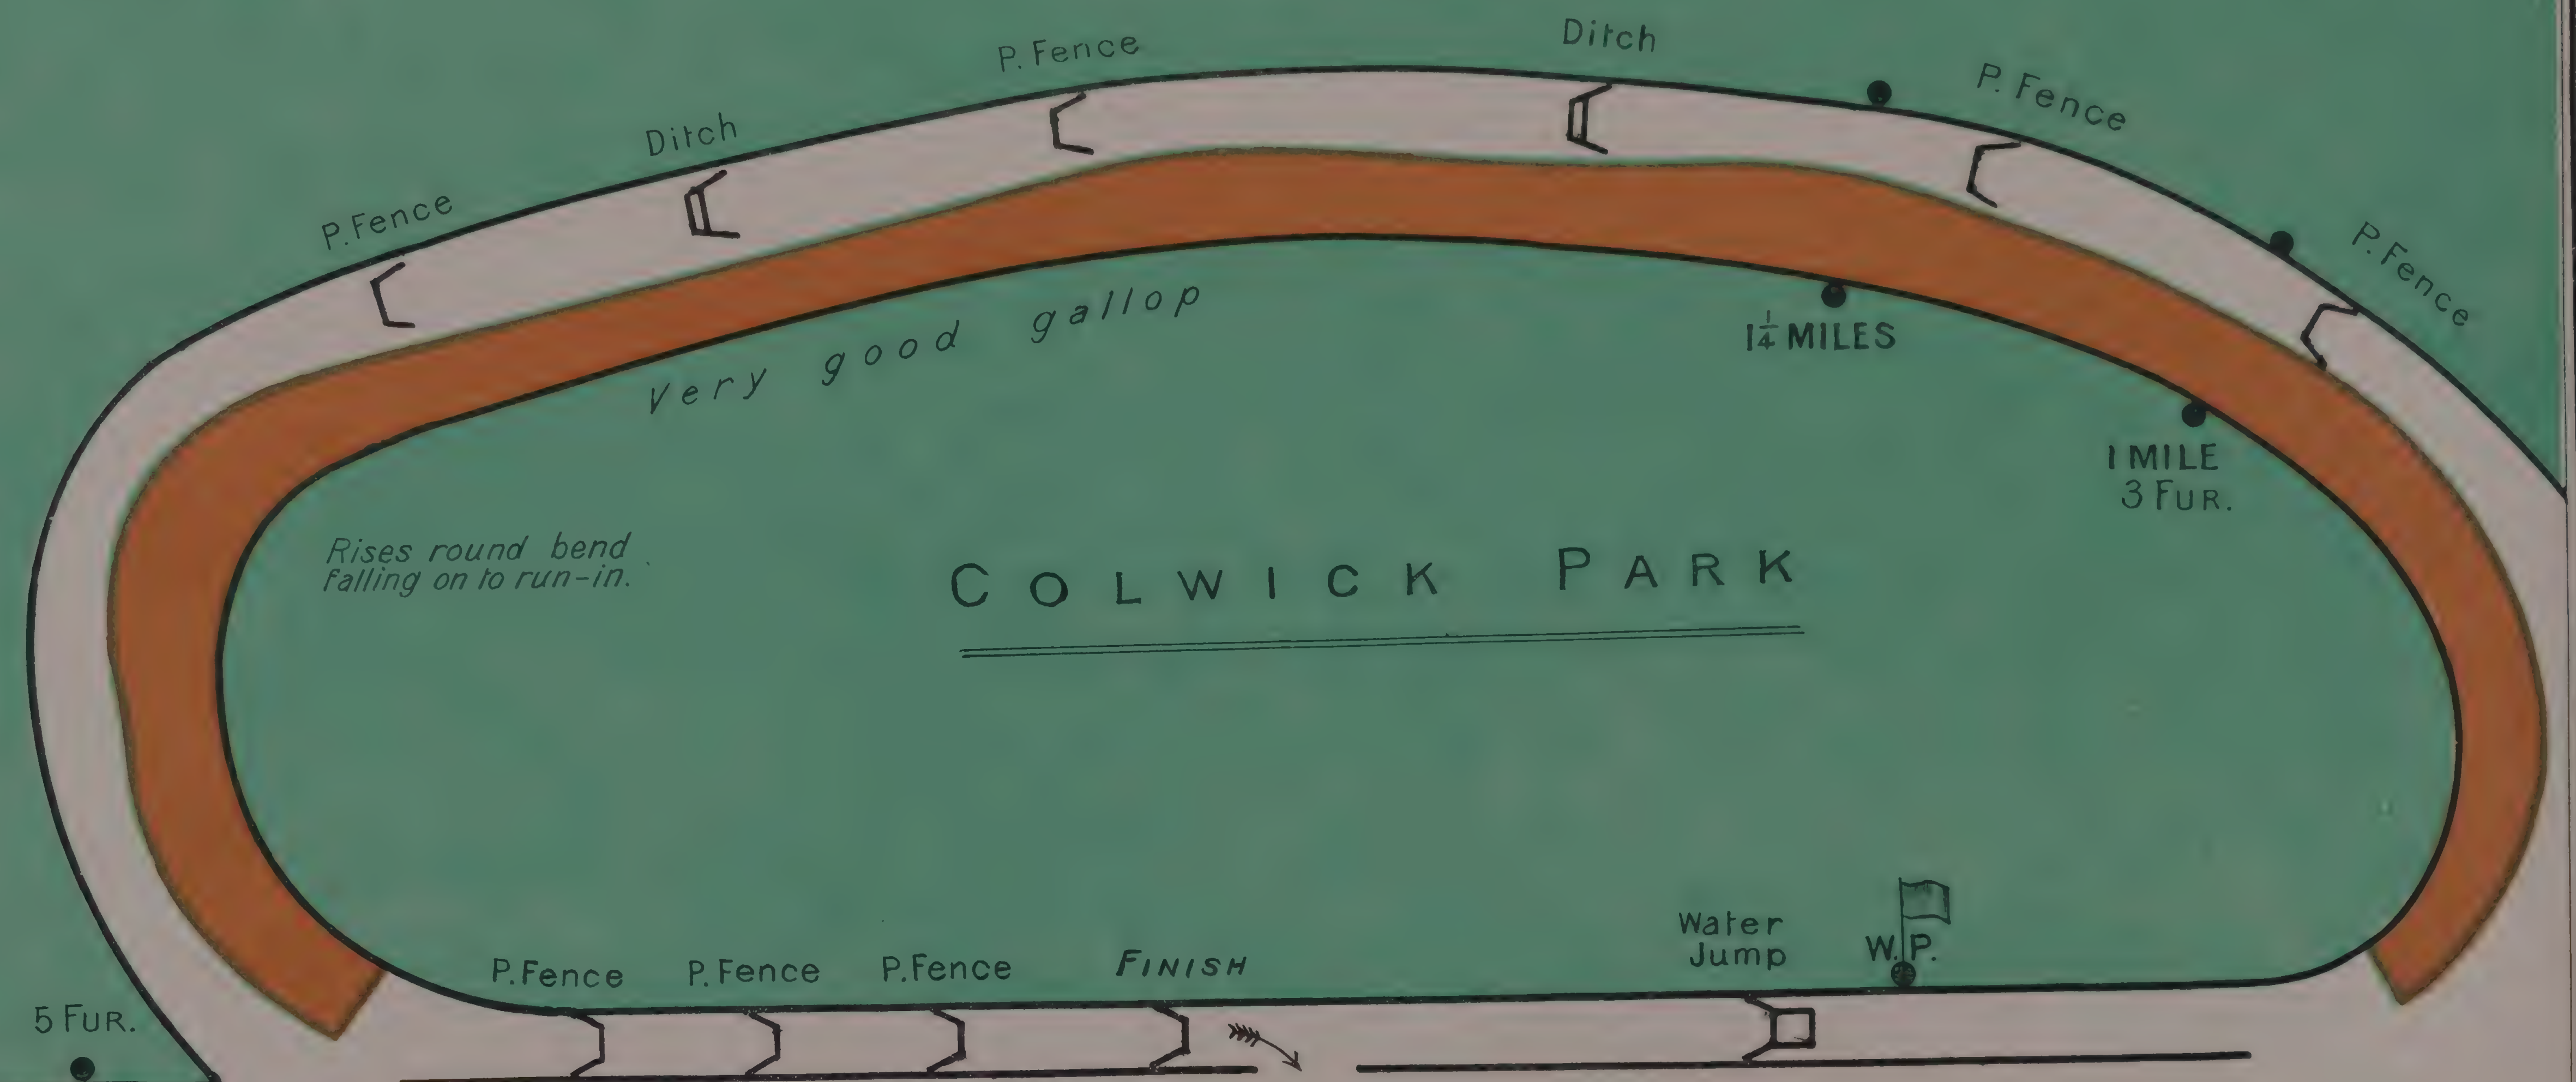 Ditch
P. Fence
P. Fence
Ditch
P. Fence
P. Fence
Very good gallop
1¼ MILES
1 MILE
3 FUR.
Rises round bend
falling on to run-in.
COLWICK PARK
Water
Jump
W.P.
P. Fence
P. Fence
P. Fence
FINISH
5 FUR.